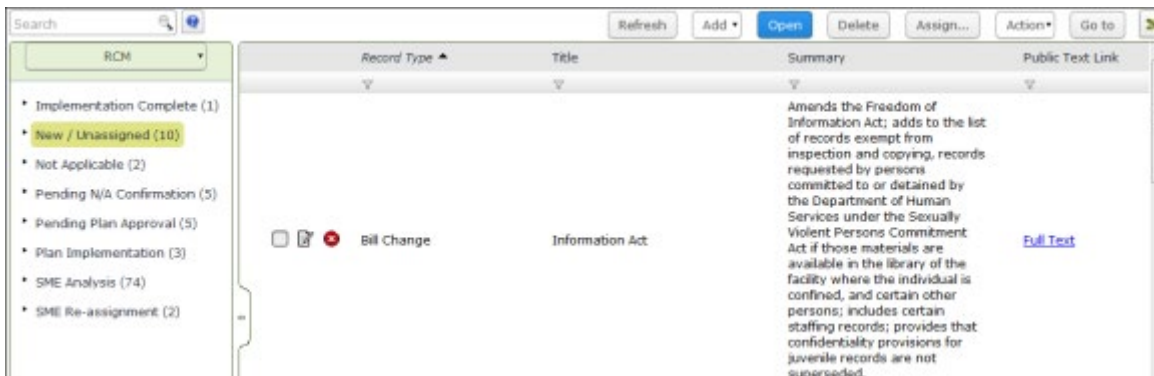 Search
Refresh
Add
Open
Delete
Assign...
Action
Go to
RCM
Record Type
Title
Summary
Public Text Link
Implementation Complete (1)
New / Unassigned (10)
Not Applicable (2)
Pending N/A Confirmation (5)
Pending Plan Approval (5)
Plan Implementation (3)
SME Analysis (74)
SME Re-assignment (2)
Bill Change
Information Act
Amends the Freedom of
Information Act; adds to the list
of records exempt from
inspection and copying, records
requested by persons
committed to or detained by
the Department of Human
Services under the Sexually
Violent Persons Commitment
Act if those materials are
available in the library of the
facility where the individual is
confined, and certain other
persons; includes certain
staffing records; provides that
confidentiality provisions for
juvenile records are not
superseded.
Full Text